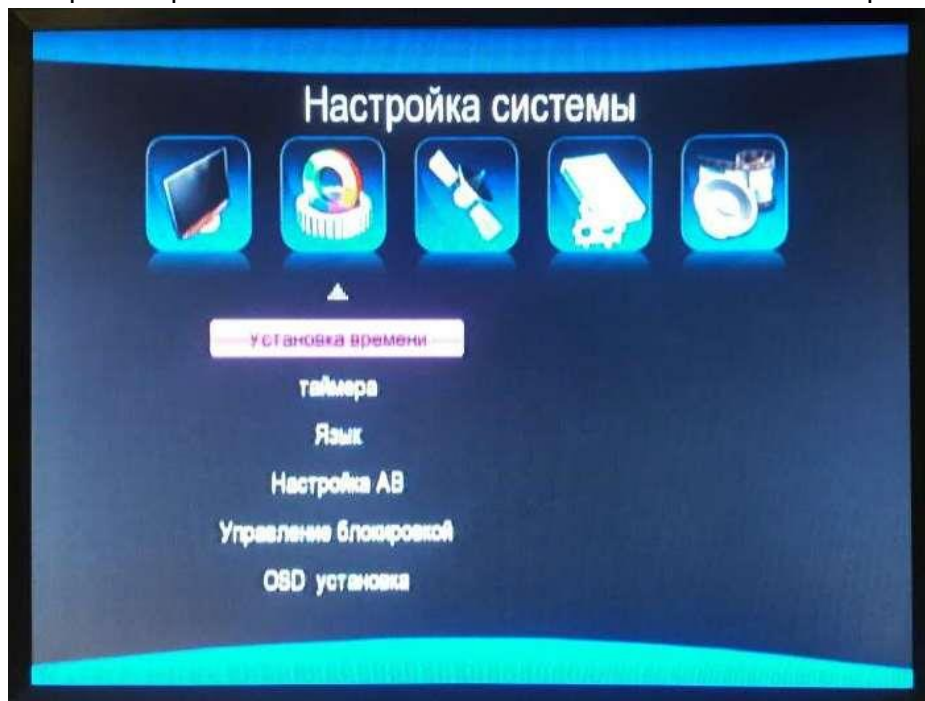 Настройка системы
Установка времени
таймера
Язык
Настройка АВ
Управление блокировкой
OSD установка